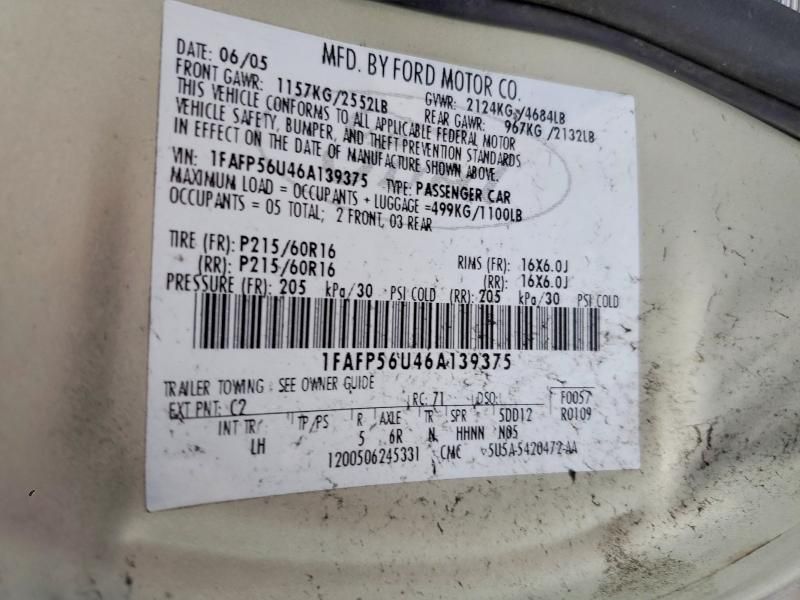 MFD. BY FORD MOTOR CO.
DATE: 06/05 GVWR: 2124KG/4684LB
FRONT GAWR: 1157KG/2552LB REAR GAWR: 967KG/2132LB
THIS VEHICLE CONFORMS TO ALL APPLICABLE FEDERAL MOTOR
VEHICLE SAFETY, BUMPER, AND THEFT PREVENTION STANDARDS
IN EFFECT ON THE DATE OF MANUFACTURE SHOWN ABOVE.
VIN: 1FAFP56U46A139375 TYPE: PASSENGER CAR
MAXIMUM LOAD = OCCUPANTS + LUGGAGE =499KG/1100LB
OCCUPANTS = 05 TOTAL; 2 FRONT, 03 REAR
TIRE (FR): P215/60R16 RIMS (FR): 16X6.0J
(RR): P215/60R16 (RR): 16X6.0J
PRESSURE (FR): 205 kPa/30 PSI COLD (RR): 205 kPa/30 PSI COLD
1FAFP56U46A139375
TRAILER TOWING: SEE OWNER GUIDE
EXT PNT: C2 RC: 71 DSO: F0057
INT TR TP/PS R AXLE TR SPR 5DD12 R0109
LH 5 6R N HHNN N05
1200506245331 CMC 5U5A-5420472-AA